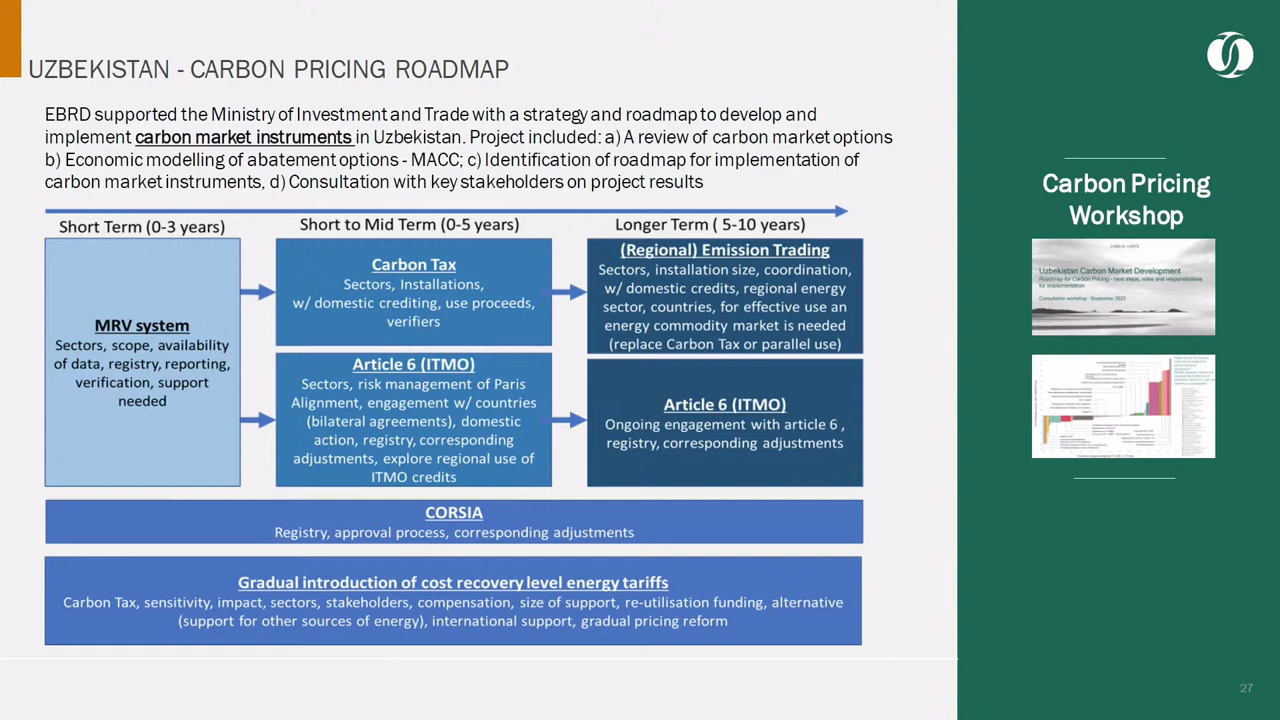 UZBEKISTAN - CARBON PRICING ROADMAP
EBRD supported the Ministry of Investment and Trade with a strategy and roadmap to develop and
implement carbon market instruments in Uzbekistan. Project included: a) A review of carbon market options
b) Economic modelling of abatement options - MACC; c) Identification of roadmap for implementation of
carbon market instruments, d) Consultation with key stakeholders on project results
Short Term (0-3 years)
MRV system
Sectors, scope, availability
of data, registry, reporting,
verification, support
needed
Short to Mid Term (0-5 years)
Carbon Tax
Sectors, Installations,
w/ domestic crediting, use proceeds,
verifiers
Article 6 (ITMO)
Sectors, risk management of Paris
Alignment, engagement w/ countries
(bilateral agreements), domestic
action, registry, corresponding
adjustments, explore regional use of
ITMO credits
Longer Term ( 5-10 years)
(Regional) Emission Trading
Sectors, installation size, coordination,
w/ domestic credits, regional energy
sector, countries, for effective use an
energy commodity market is needed
(replace Carbon Tax or parallel use)
Article 6 (ITMO)
Ongoing engagement with article 6 ,
registry, corresponding adjustments
CORSIA
Registry, approval process, corresponding adjustments
Gradual introduction of cost recovery level energy tariffs
Carbon Tax, sensitivity, impact, sectors, stakeholders, compensation, size of support, re-utilisation funding, alternative
(support for other sources of energy), international support, gradual pricing reform
Carbon Pricing
Workshop
Uzbekistan Carbon Market Development
Roadmap for Carbon Pricing - next steps, roles and responsibilities
for implementation
Consultation workshop - September 2022
27